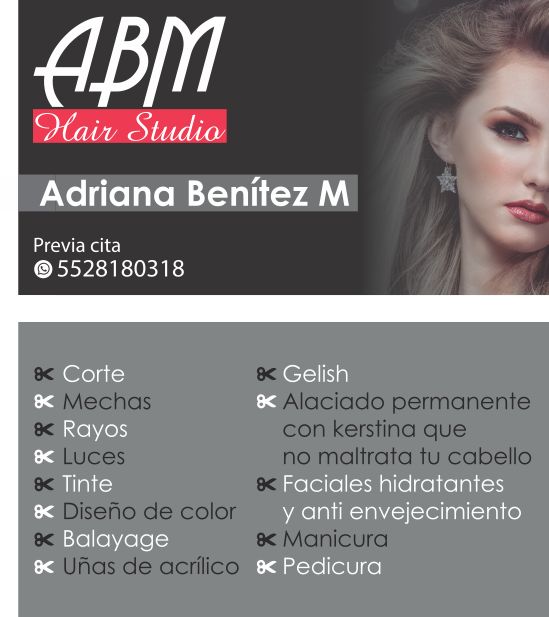 ABM
Hair Studio
Adriana Benítez M
Previa cita
5528180318
Corte
Mechas
Rayos
Luces
Tinte
Diseño de color
Balayage
Uñas de acrílico
Gelish
Alaciado permanente
con kerstina que
no maltrata tu cabello
Faciales hidratantes
y anti envejecimiento
Manicura
Pedicura